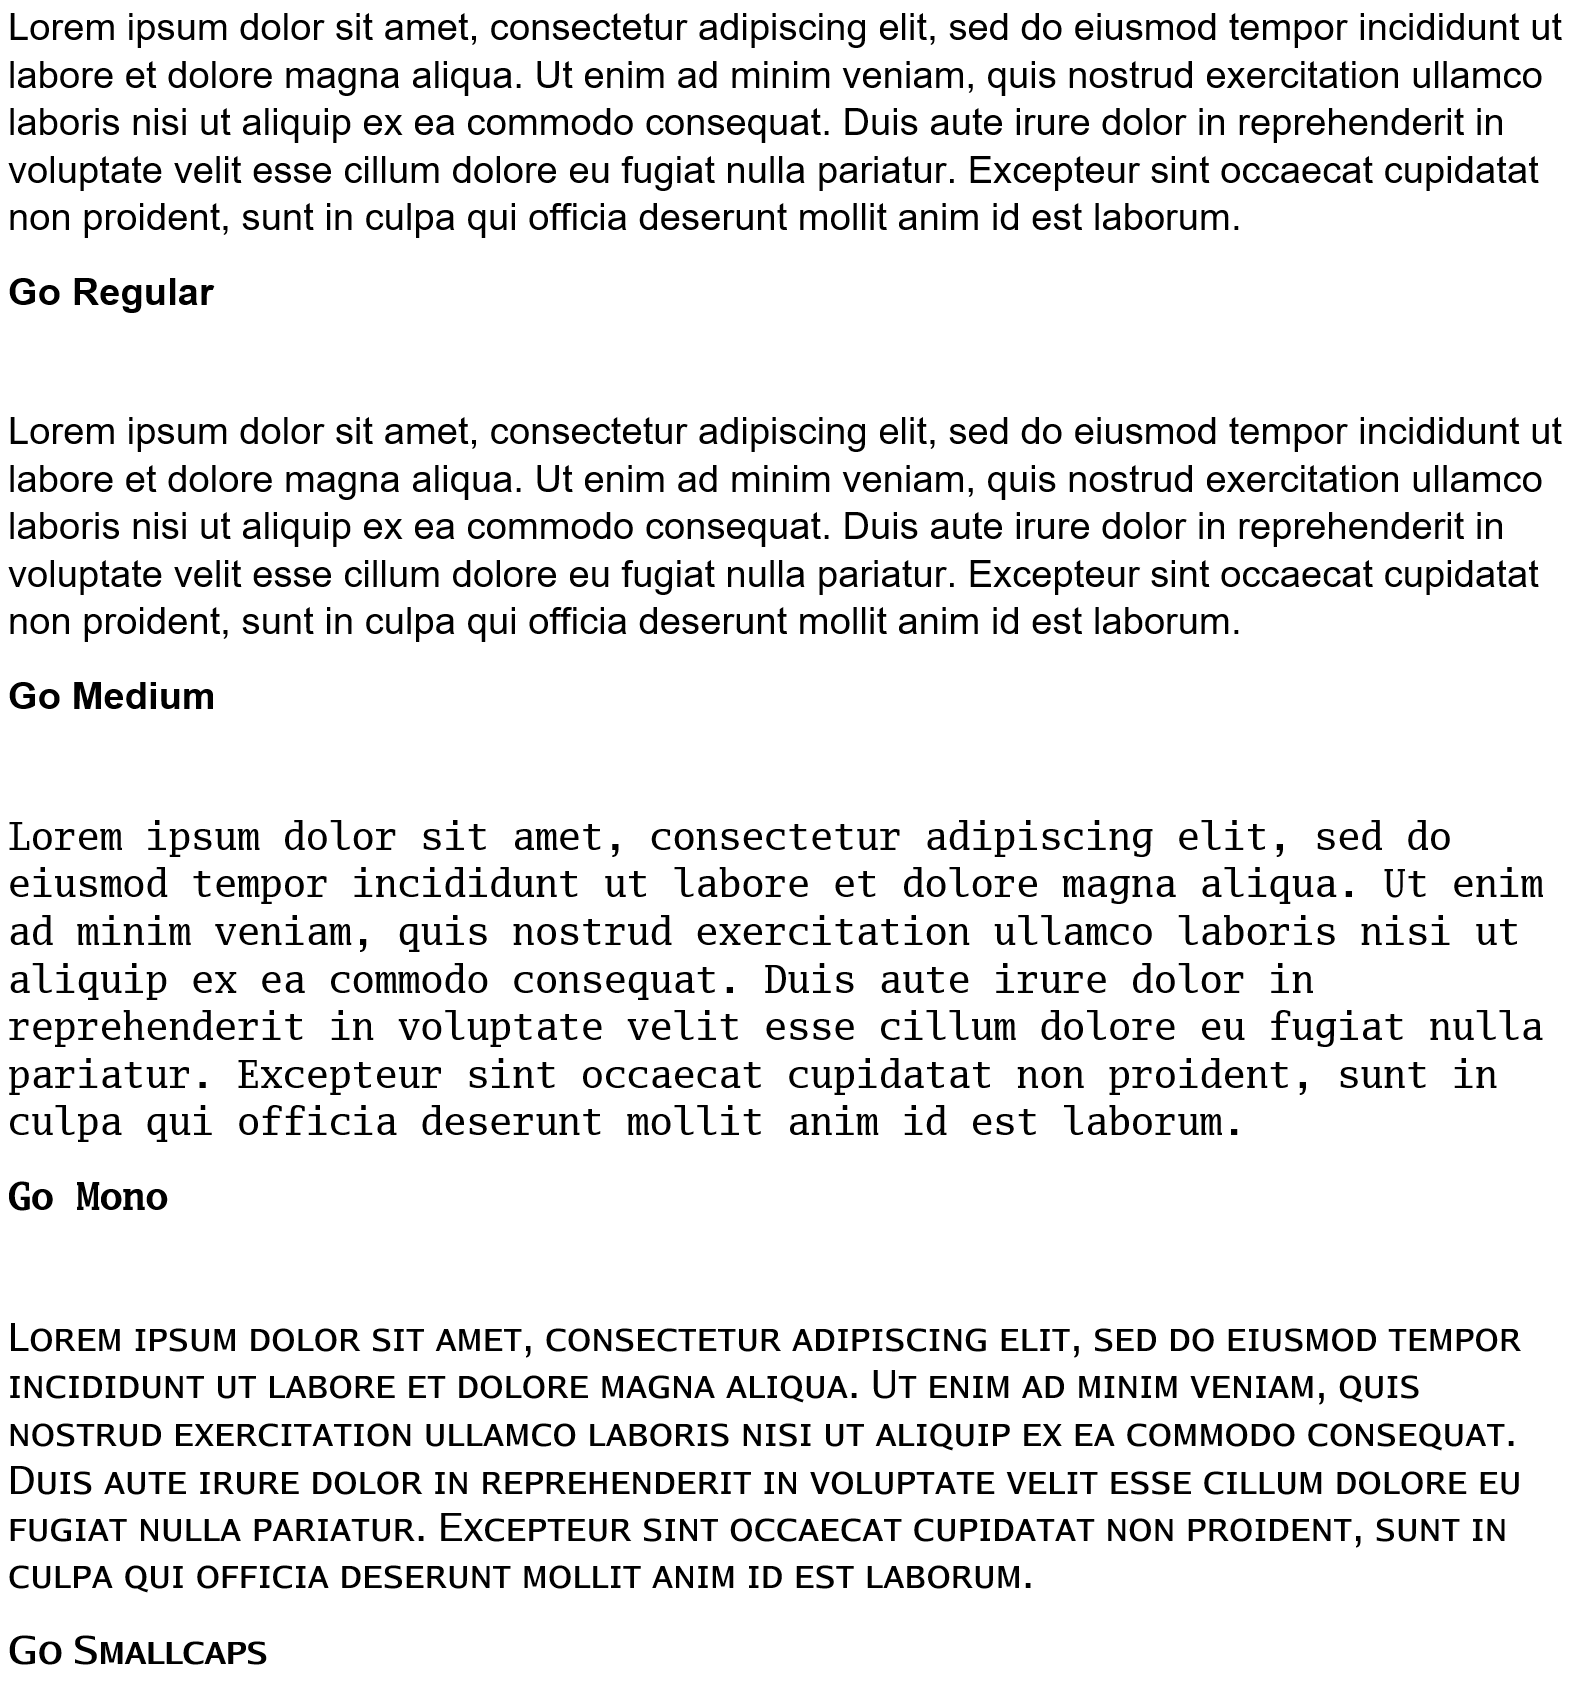 Lorem ipsum dolor sit amet, consectetur adipiscing elit, sed do eiusmod tempor incididunt ut
labore et dolore magna aliqua. Ut enim ad minim veniam, quis nostrud exercitation ullamco
laboris nisi ut aliquip ex ea commodo consequat. Duis aute irure dolor in reprehenderit in
voluptate velit esse cillum dolore eu fugiat nulla pariatur. Excepteur sint occaecat cupidatat
non proident, sunt in culpa qui officia deserunt mollit anim id est laborum.
Go Regular
Lorem ipsum dolor sit amet, consectetur adipiscing elit, sed do eiusmod tempor incididunt ut
labore et dolore magna aliqua. Ut enim ad minim veniam, quis nostrud exercitation ullamco
laboris nisi ut aliquip ex ea commodo consequat. Duis aute irure dolor in reprehenderit in
voluptate velit esse cillum dolore eu fugiat nulla pariatur. Excepteur sint occaecat cupidatat
non proident, sunt in culpa qui officia deserunt mollit anim id est laborum.
Go Medium
Lorem ipsum dolor sit amet, consectetur adipiscing elit, sed do
eiusmod tempor incididunt ut labore et dolore magna aliqua. Ut enim
ad minim veniam, quis nostrud exercitation ullamco laboris nisi ut
aliquip ex ea commodo consequat. Duis aute irure dolor in
reprehenderit in voluptate velit esse cillum dolore eu fugiat nulla
pariatur. Excepteur sint occaecat cupidatat non proident, sunt in
culpa qui officia deserunt mollit anim id est laborum.
Go Mono
Lorem ipsum dolor sit amet, consectetur adipiscing elit, sed do eiusmod tempor
incididunt ut labore et dolore magna aliqua. Ut enim ad minim veniam, quis
nostrud exercitation ullamco laboris nisi ut aliquip ex ea commodo consequat.
Duis aute irure dolor in reprehenderit in voluptate velit esse cillum dolore eu
fugiat nulla pariatur. Excepteur sint occaecat cupidatat non proident, sunt in
culpa qui officia deserunt mollit anim id est laborum.
Go Smallcaps